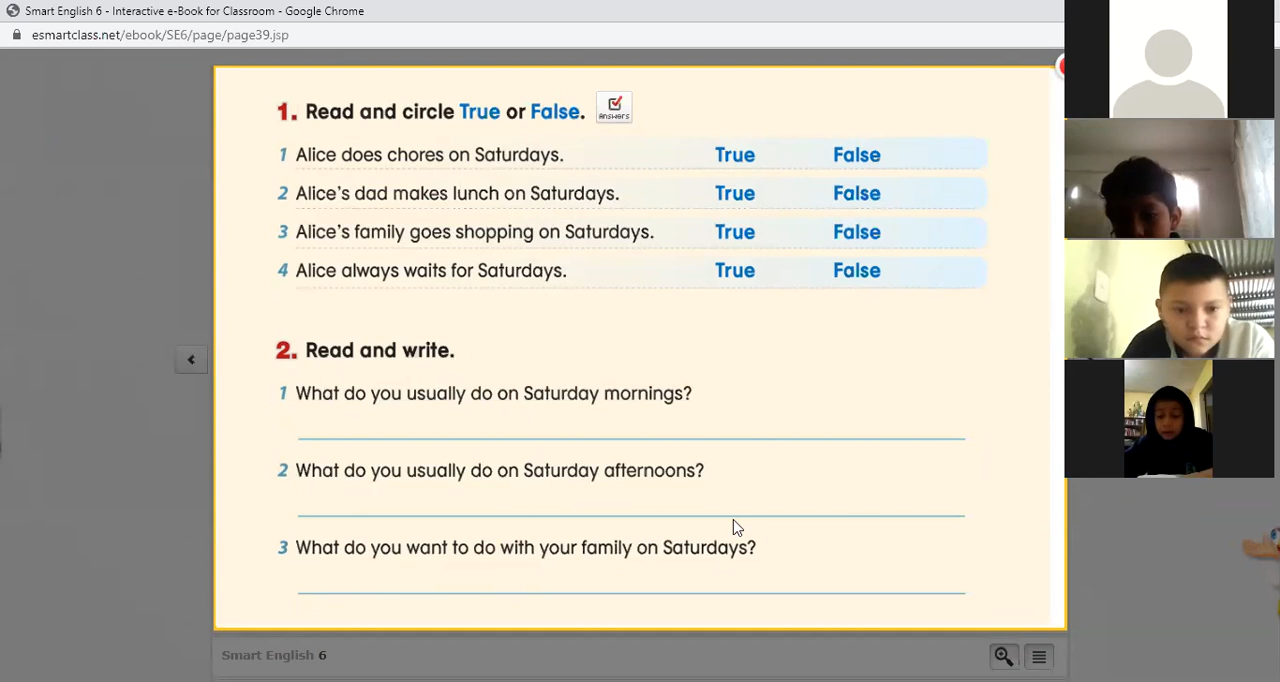 Smart English 6 - Interactive e-Book for Classroom - Google Chrome
esmartclass.net/ebook/SE6/page/page39.jsp
1. Read and circle True or False. Answers
1 Alice does chores on Saturdays. True False
2 Alice's dad makes lunch on Saturdays. True False
3 Alice's family goes shopping on Saturdays. True False
4 Alice always waits for Saturdays. True False
2. Read and write.
1 What do you usually do on Saturday mornings?
2 What do you usually do on Saturday afternoons?
3 What do you want to do with your family on Saturdays?
Smart English 6